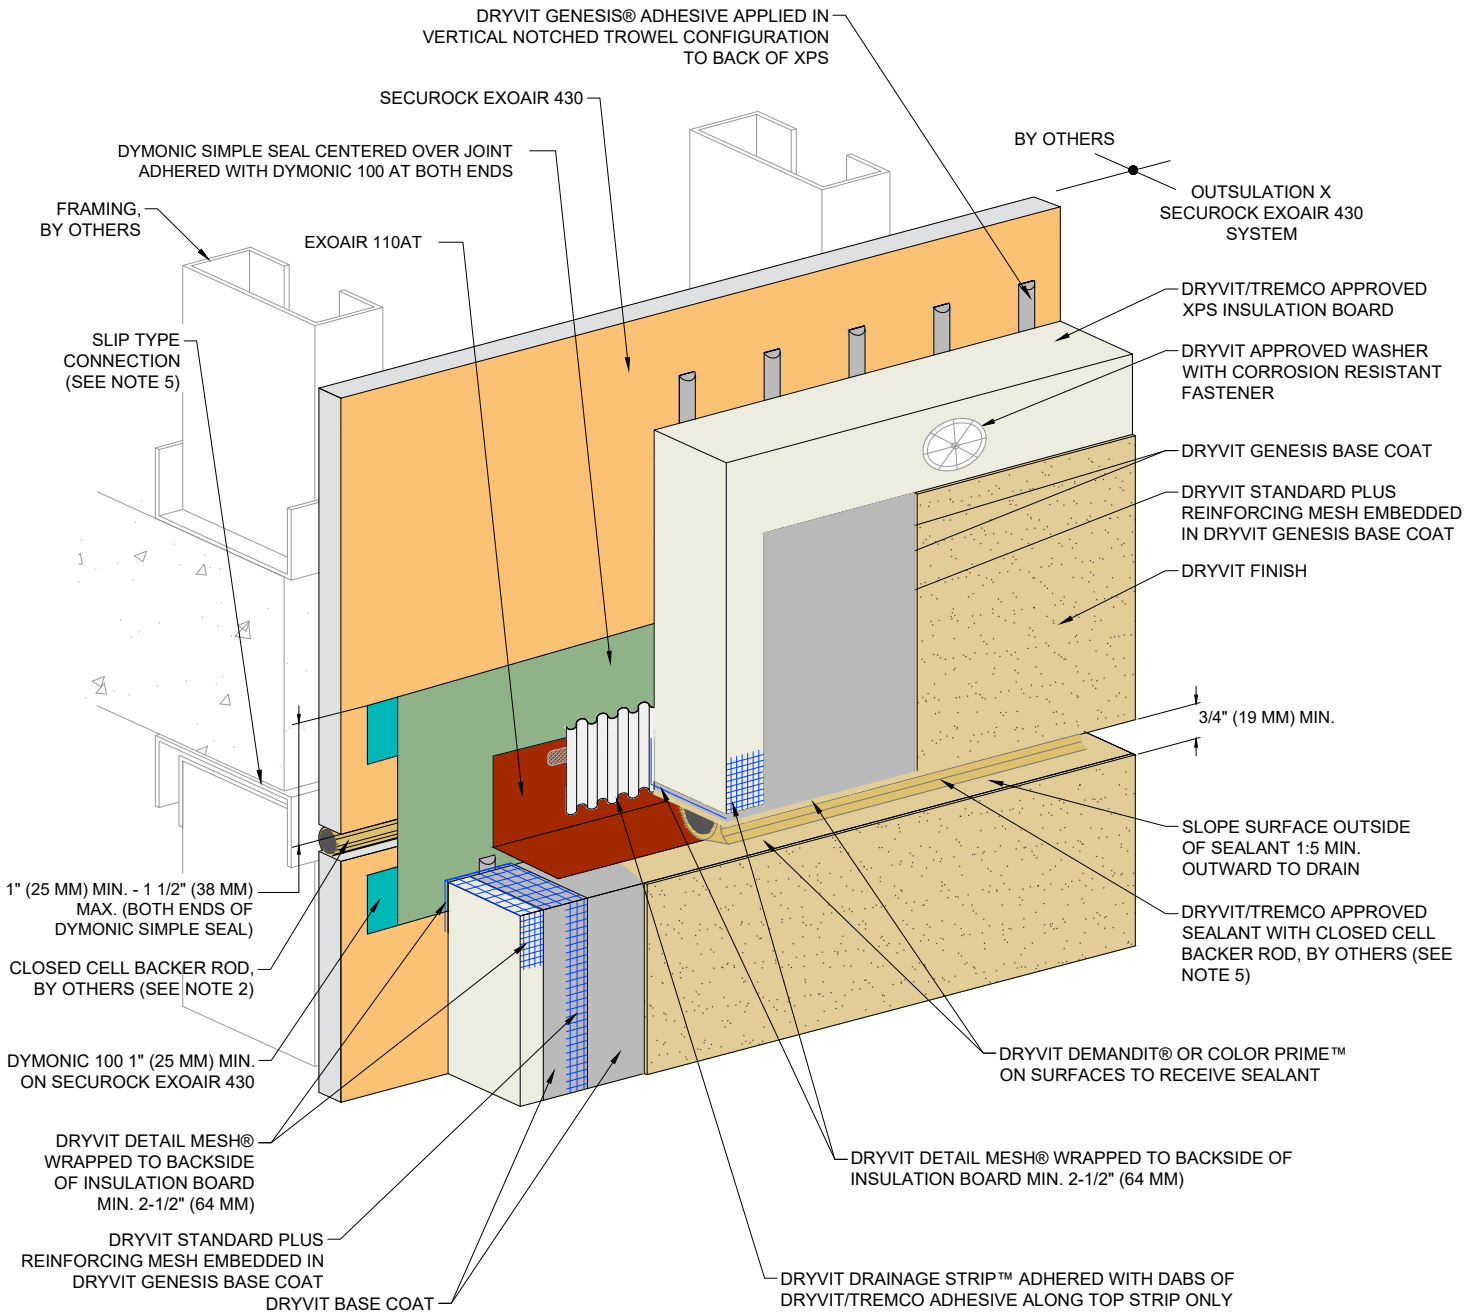 DRYVIT GENESIS® ADHESIVE APPLIED IN
VERTICAL NOTCHED TROWEL CONFIGURATION
TO BACK OF XPS
SECUROCK EXOAIR 430
DYMONIC SIMPLE SEAL CENTERED OVER JOINT
ADHERED WITH DYMONIC 100 AT BOTH ENDS
FRAMING,
BY OTHERS
EXOAIR 110AT
SLIP TYPE
CONNECTION
(SEE NOTE 5)
BY OTHERS
OUTSULATION X
SECUROCK EXOAIR 430
SYSTEM
DRYVIT/TREMCO APPROVED
XPS INSULATION BOARD
DRYVIT APPROVED WASHER
WITH CORROSION RESISTANT
FASTENER
DRYVIT GENESIS BASE COAT
DRYVIT STANDARD PLUS
REINFORCING MESH EMBEDDED
IN DRYVIT GENESIS BASE COAT
DRYVIT FINISH
3/4" (19 MM) MIN.
SLOPE SURFACE OUTSIDE
OF SEALANT 1:5 MIN.
OUTWARD TO DRAIN
DRYVIT/TREMCO APPROVED
SEALANT WITH CLOSED CELL
BACKER ROD, BY OTHERS (SEE
NOTE 5)
1" (25 MM) MIN. - 1 1/2" (38 MM)
MAX. (BOTH ENDS OF
DYMONIC SIMPLE SEAL)
CLOSED CELL BACKER ROD,
BY OTHERS (SEE NOTE 2)
DYMONIC 100 1" (25 MM) MIN.
ON SECUROCK EXOAIR 430
DRYVIT DETAIL MESH®
WRAPPED TO BACKSIDE
OF INSULATION BOARD
MIN. 2-1/2" (64 MM)
DRYVIT STANDARD PLUS
REINFORCING MESH EMBEDDED IN
DRYVIT GENESIS BASE COAT
DRYVIT BASE COAT
DRYVIT DEMANDIT® OR COLOR PRIME™
ON SURFACES TO RECEIVE SEALANT
DRYVIT DETAIL MESH® WRAPPED TO BACKSIDE OF
INSULATION BOARD MIN. 2-1/2" (64 MM)
DRYVIT DRAINAGE STRIP™ ADHERED WITH DABS OF
DRYVIT/TREMCO ADHESIVE ALONG TOP STRIP ONLY